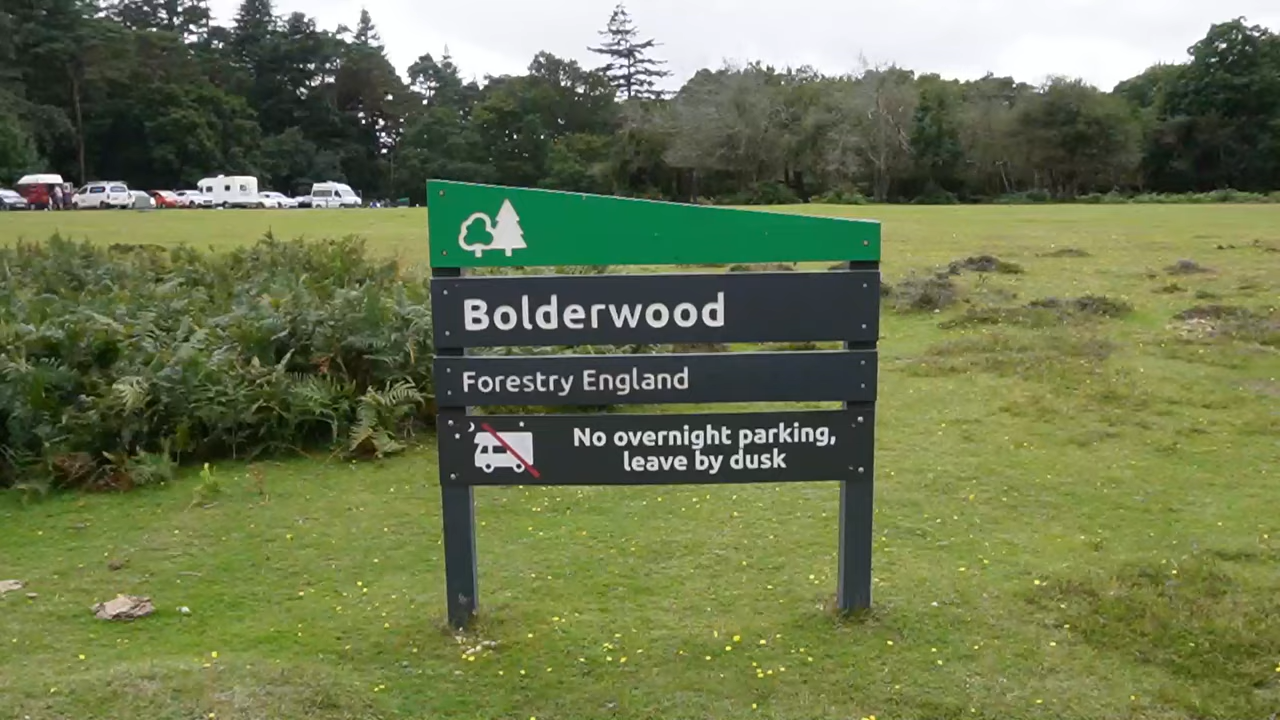 Bolderwood
Forestry England
No overnight parking,
leave by dusk